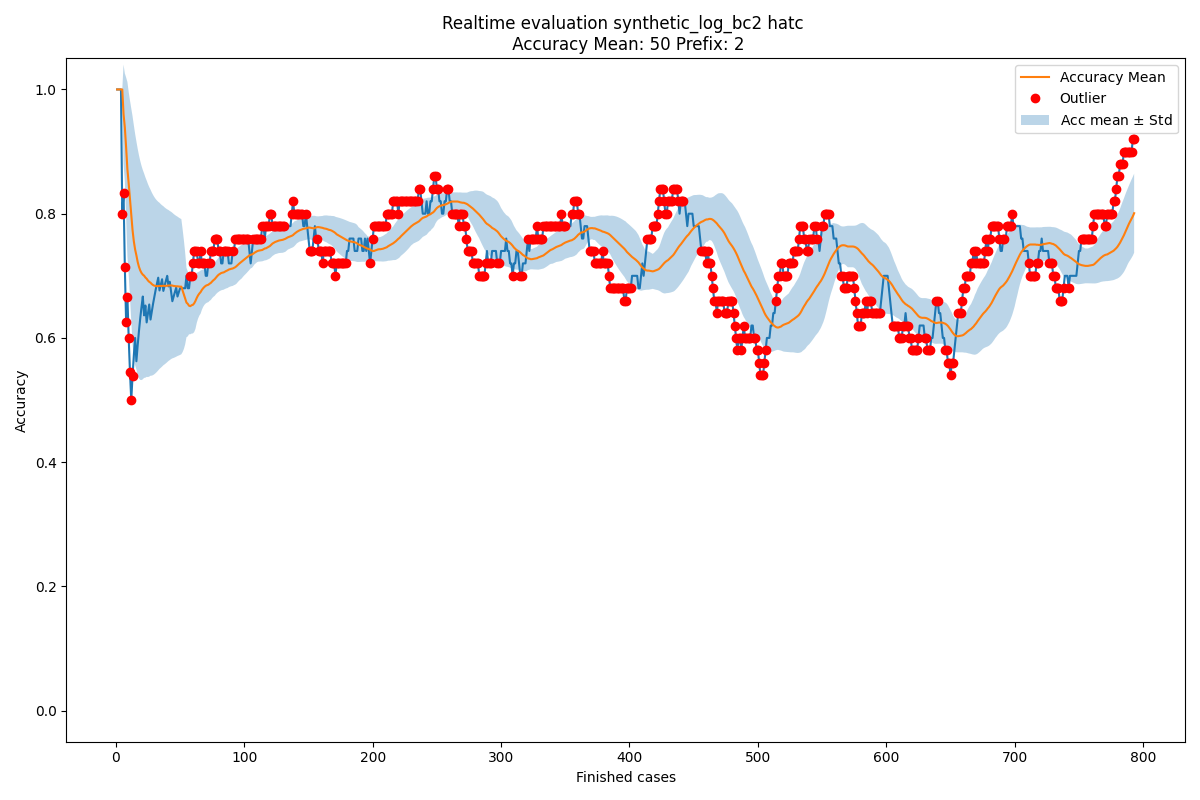 Realtime evaluation synthetic_log_bc2 hatc
Accuracy Mean: 50 Prefix: 2
Accuracy Mean
Outlier
Acc mean ± Std
1.0
0.8
0.6
0.4
0.2
0.0
Accuracy
0 100 200 300 400 500 600 700 800
Finished cases